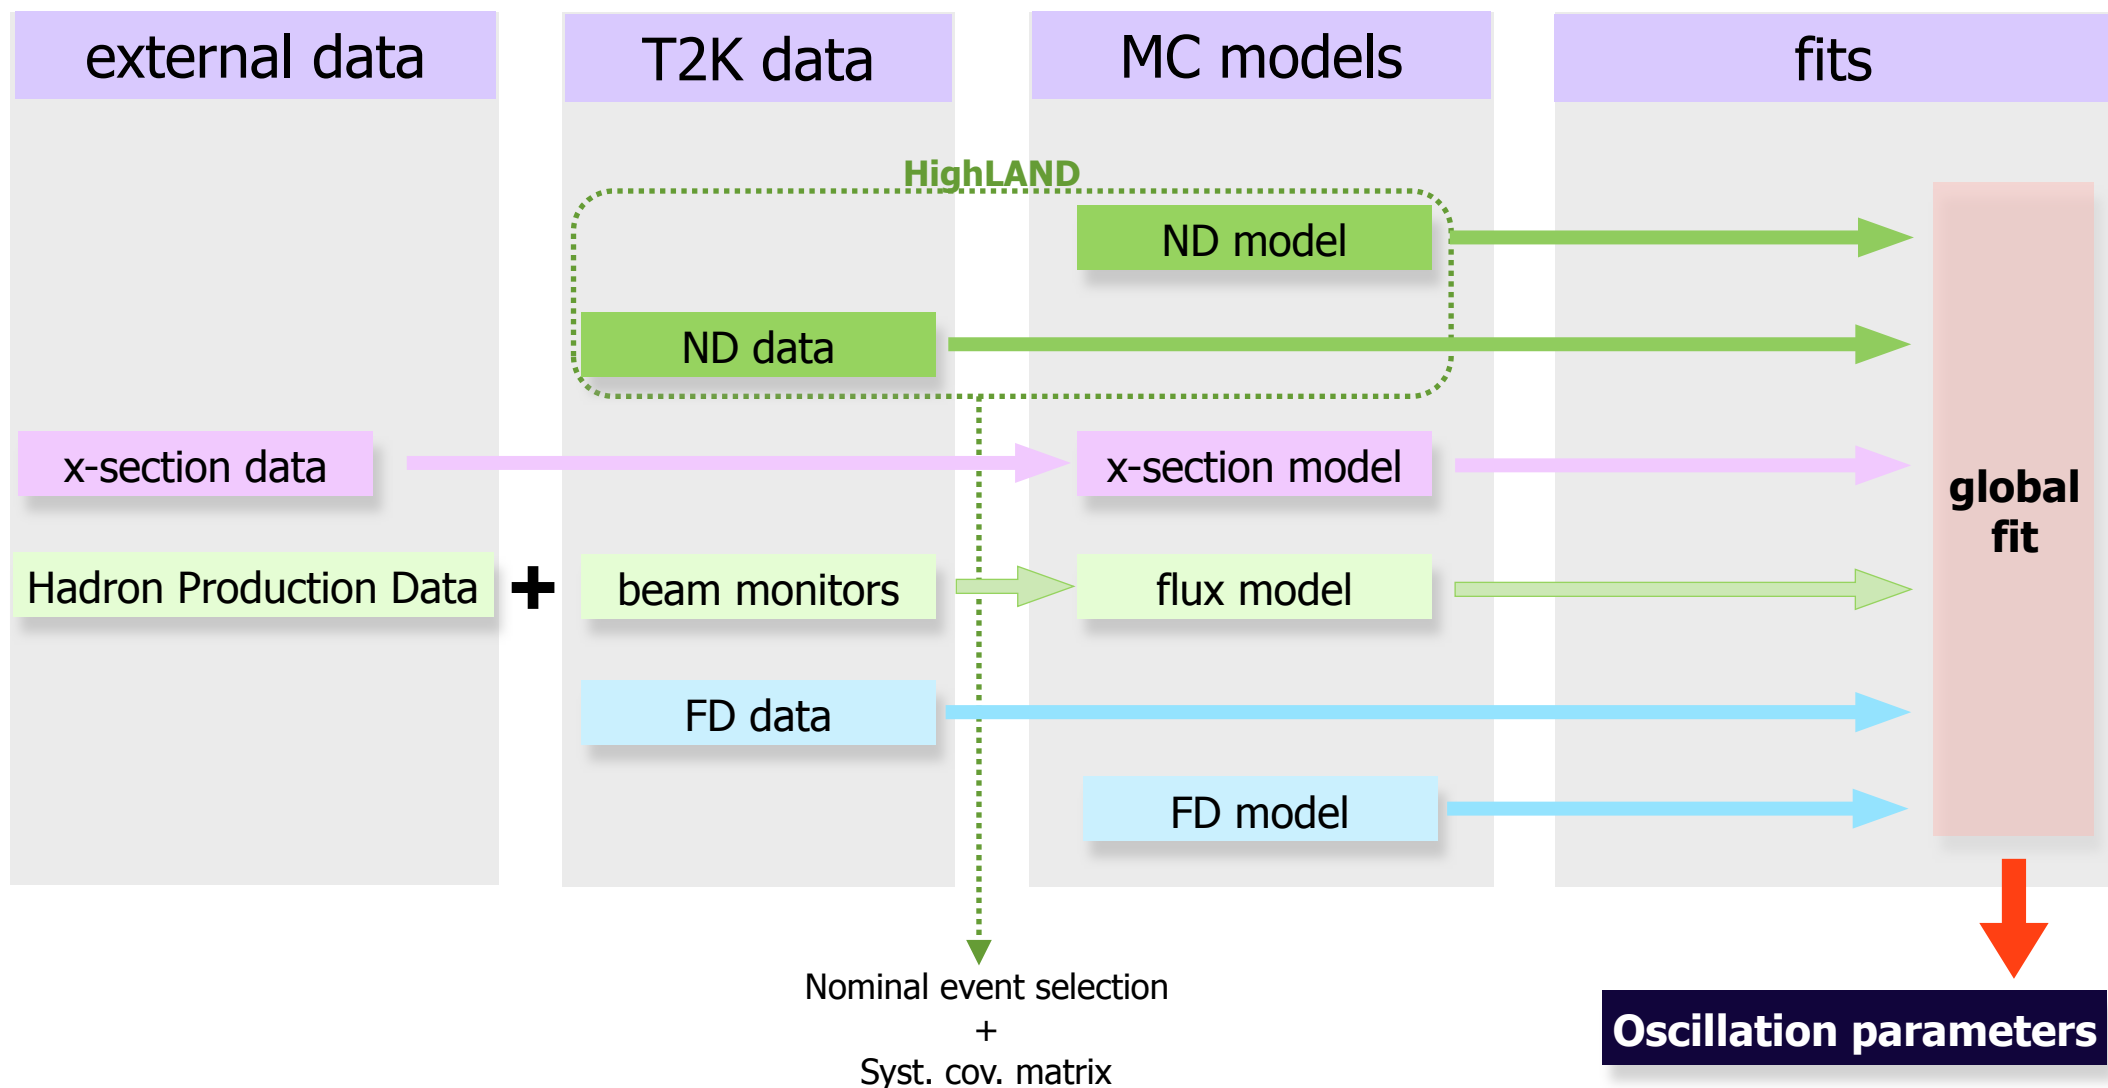 external data
T2K data
MC models
fits
HighLAND
ND model
ND data
x-section data
x-section model
global
fit
Hadron Production Data
+
beam monitors
flux model
FD data
FD model
Nominal event selection
+
Syst. cov. matrix
Oscillation parameters